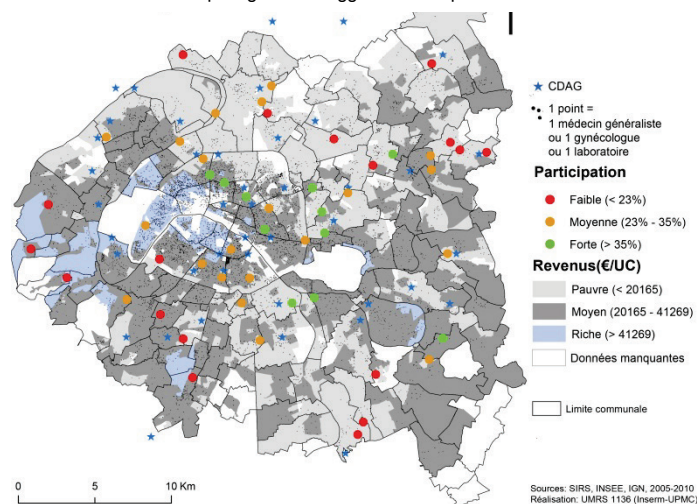 CDAG
1 point =
1 médecin généraliste
ou 1 gynécologue
ou 1 laboratoire
Participation
Faible (< 23%)
Moyenne (23% - 35%)
Forte (> 35%)
Revenus(€/UC)
Pauvre (< 20165)
Moyen (20165 - 41269)
Riche (> 41269)
Données manquantes
Limite communale
0 5 10 Km
Sources: SIRS, INSEE, IGN, 2005-2010
Réalisation: UMRS 1136 (Inserm-UPMC)